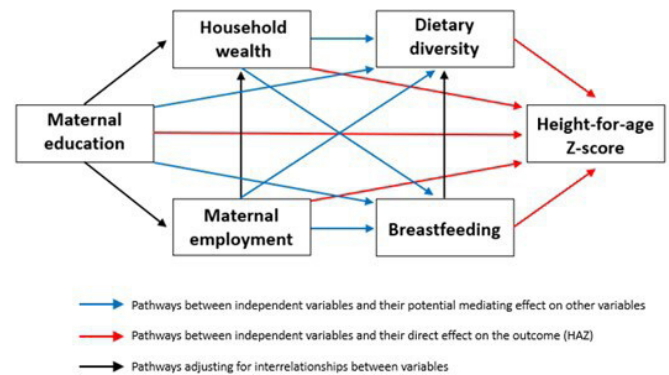 Household
wealth
Dietary
diversity
Maternal
education
Height-for-age
Z-score
Maternal
employment
Breastfeeding
Pathways between independent variables and their potential mediating effect on other variables
Pathways between independent variables and their direct effect on the outcome (HAZ)
Pathways adjusting for interrelationships between variables